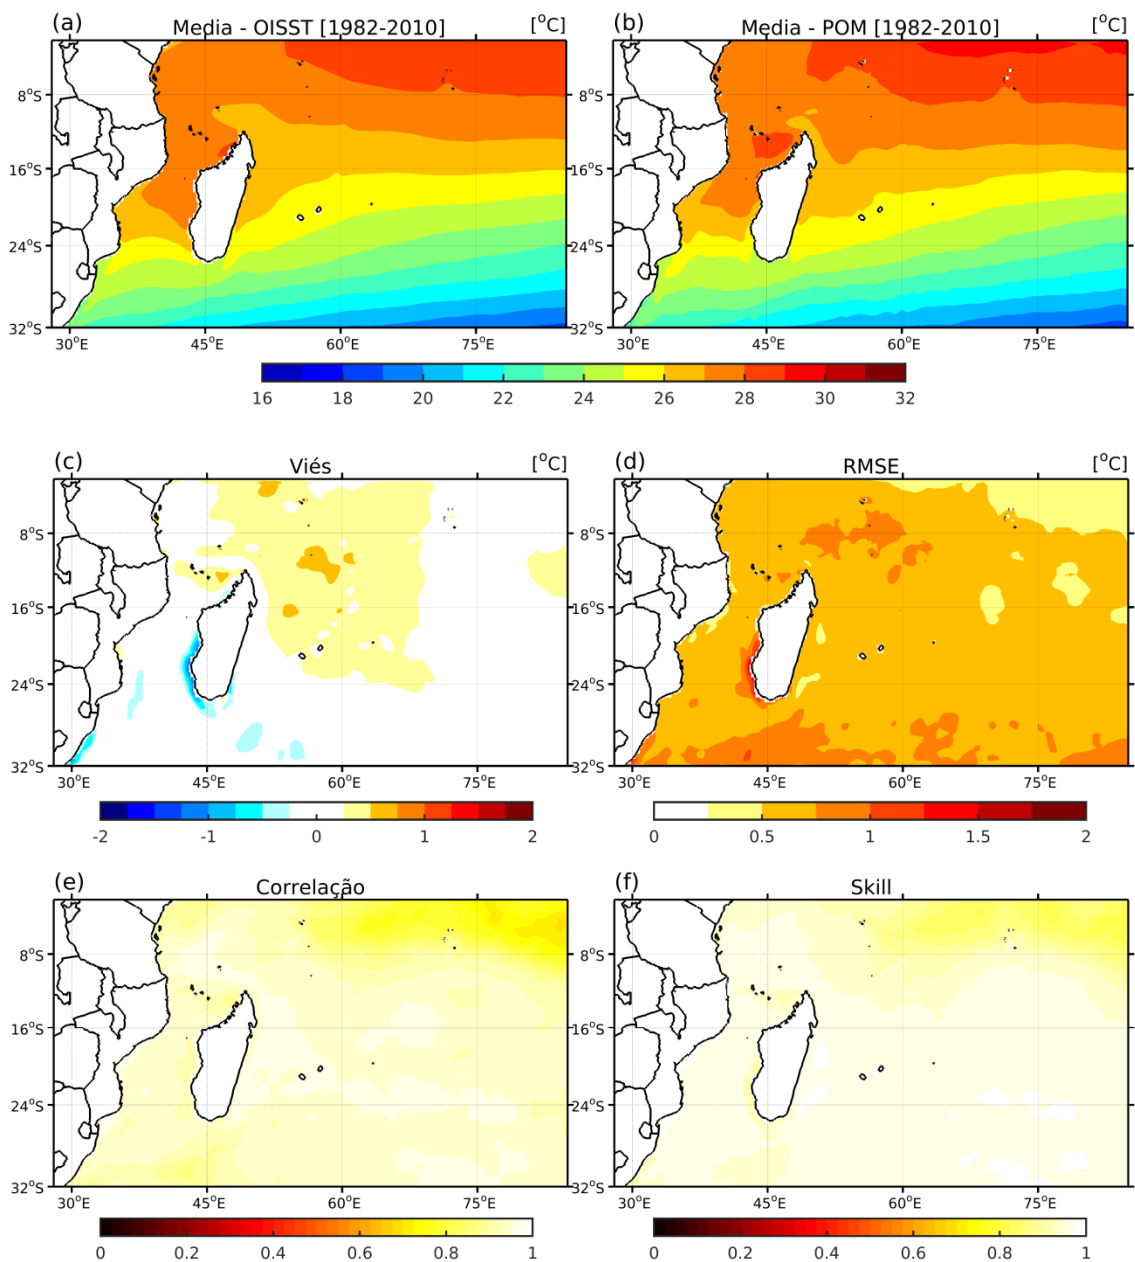 (a) Media - OISST [1982-2010] [°C]
8°S
16°S
24°S
32°S
30°E 45°E 60°E 75°E
(b) Media - POM [1982-2010] [°C]
8°S
16°S
24°S
32°S
30°E 45°E 60°E 75°E
16 18 20 22 24 26 28 30 32
(c) Viés [°C]
8°S
16°S
24°S
32°S
30°E 45°E 60°E 75°E
-2 -1 0 1 2
(d) RMSE [°C]
8°S
16°S
24°S
32°S
30°E 45°E 60°E 75°E
0 0.5 1 1.5 2
(e) Correlação
8°S
16°S
24°S
32°S
30°E 45°E 60°E 75°E
0 0.2 0.4 0.6 0.8 1
(f) Skill
8°S
16°S
24°S
32°S
30°E 45°E 60°E 75°E
0 0.2 0.4 0.6 0.8 1